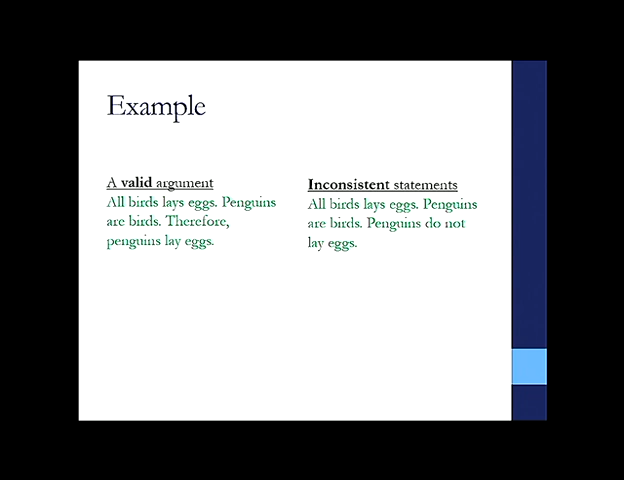 Example
A valid argument
All birds lays eggs. Penguins
are birds. Therefore,
penguins lay eggs.
Inconsistent statements
All birds lays eggs. Penguins
are birds. Penguins do not
lay eggs.